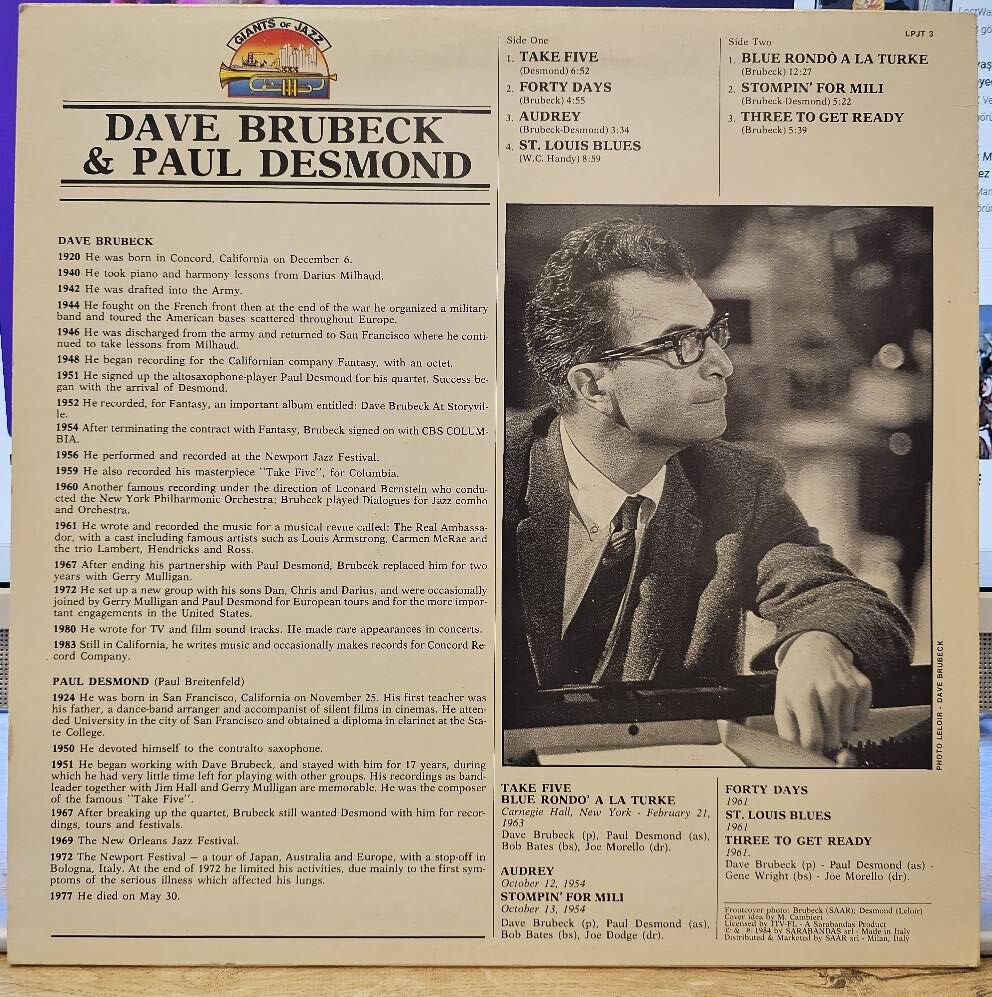 GIANTS OF JAZZ
DAVE BRUBECK
& PAUL DESMOND
LPJT 3
Side One
1. TAKE FIVE
(Desmond) 6:52
2. FORTY DAYS
(Brubeck) 4:55
3. AUDREY
(Brubeck-Desmond) 3:34
4. ST. LOUIS BLUES
(W.C. Handy) 8:59
Side Two
1. BLUE RONDÒ A LA TURKE
(Brubeck) 12:27
2. STOMPIN' FOR MILI
(Brubeck-Desmond) 5:22
3. THREE TO GET READY
(Brubeck) 5:39
DAVE BRUBECK
1920 He was born in Concord, California on December 6.
1940 He took piano and harmony lessons from Darius Milhaud.
1942 He was drafted into the Army.
1944 He fought on the French front then at the end of the war he organized a military
band and toured the American bases scattered throughout Europe.
1946 He was discharged from the army and returned to San Francisco where he conti-
nued to take lessons from Milhaud.
1948 He began recording for the Californian company Fantasy, with an octet.
1951 He signed up the altosaxophone-player Paul Desmond for his quartet. Success be-
gan with the arrival of Desmond.
1952 He recorded, for Fantasy, an important album entitled: Dave Brubeck At Storyvil-
le.
1954 After terminating the contract with Fantasy, Brubeck signed on with CBS COLUM-
BIA.
1956 He performed and recorded at the Newport Jazz Festival.
1959 He also recorded his masterpiece "Take Five", for Columbia.
1960 Another famous recording under the direction of Leonard Bernstein who condu-
cted the New York Philharmonic Orchestra; Brubeck played Dialogues for Jazz combo
and Orchestra.
1961 He wrote and recorded the music for a musical revue called: The Real Ambassa-
dor, with a cast including famous artists such as Louis Armstrong, Carmen McRae and
the trio Lambert, Hendricks and Ross.
1967 After ending his partnership with Paul Desmond, Brubeck replaced him for two
years with Gerry Mulligan.
1972 He set up a new group with his sons Dan, Chris and Darius, and were occasionally
joined by Gerry Mulligan and Paul Desmond for European tours and for the more impor-
tant engagements in the United States.
1980 He wrote for TV and film sound tracks. He made rare appearances in concerts.
1983 Still in California, he writes music and occasionally makes records for Concord Re-
cord Company.
PAUL DESMOND (Paul Breitenfeld)
1924 He was born in San Francisco, California on November 25. His first teacher was
his father, a dance-band arranger and accompanist of silent films in cinemas. He atten-
ded University in the city of San Francisco and obtained a diploma in clarinet at the Sta-
te College.
1950 He devoted himself to the contralto saxophone.
1951 He began working with Dave Brubeck, and stayed with him for 17 years, during
which he had very little time left for playing with other groups. His recordings as band-
leader together with Jim Hall and Gerry Mulligan are memorable. He was the composer
of the famous "Take Five".
1967 After breaking up the quartet, Brubeck still wanted Desmond with him for recor-
dings, tours and festivals.
1969 The New Orleans Jazz Festival.
1972 The Newport Festival — a tour of Japan, Australia and Europe, with a stop-off in
Bologna, Italy. At the end of 1972 he limited his activities, due mainly to the first sym-
ptoms of the serious illness which affected his lungs.
1977 He died on May 30.
PHOTO LELOIR - DAVE BRUBECK
TAKE FIVE
BLUE RONDO' A LA TURKE
Carnegie Hall, New York - February 21,
1963
Dave Brubeck (p), Paul Desmond (as),
Bob Bates (bs), Joe Morello (dr).
AUDREY
October 12, 1954
STOMPIN' FOR MILI
October 13, 1954
Dave Brubeck (p), Paul Desmond (as),
Bob Bates (bs), Joe Dodge (dr).
FORTY DAYS
1961
ST. LOUIS BLUES
1961
THREE TO GET READY
1961.
Dave Brubeck (p) - Paul Desmond (as) -
Gene Wright (bs) - Joe Morello (dr).
Frontcover photo: Brubeck (SAAR); Desmond (Leloir)
Cover idea by M. Cambieri
Licensed by ITV-FL - A Sarabandas Product
© & ℗ 1984 by SARABANDAS srl - Made in Italy
Distributed & Marketed by SAAR srl - Milan, Italy